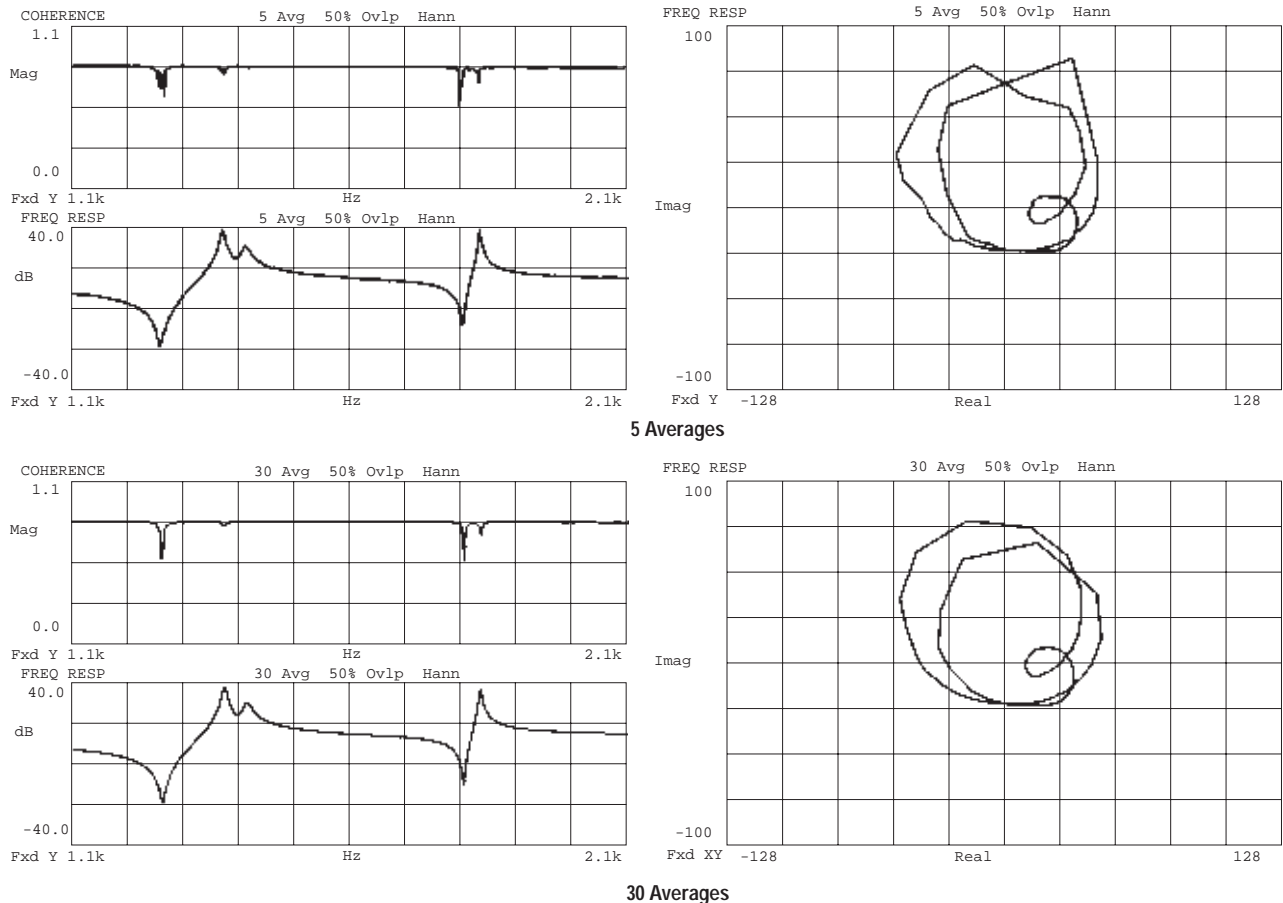 COHERENCE 5 Avg 50% Ovlp Hann
1.1
Mag
0.0
Fxd Y 1.1k Hz 2.1k
FREQ RESP 5 Avg 50% Ovlp Hann
40.0
dB
-40.0
Fxd Y 1.1k Hz 2.1k
FREQ RESP 5 Avg 50% Ovlp Hann
100
Imag
-100
Fxd Y -128 Real 128
5 Averages
COHERENCE 30 Avg 50% Ovlp Hann
1.1
Mag
0.0
Fxd Y 1.1k Hz 2.1k
FREQ RESP 30 Avg 50% Ovlp Hann
40.0
dB
-40.0
Fxd Y 1.1k Hz 2.1k
FREQ RESP 30 Avg 50% Ovlp Hann
100
Imag
-100
Fxd XY -128 Real 128
30 Averages